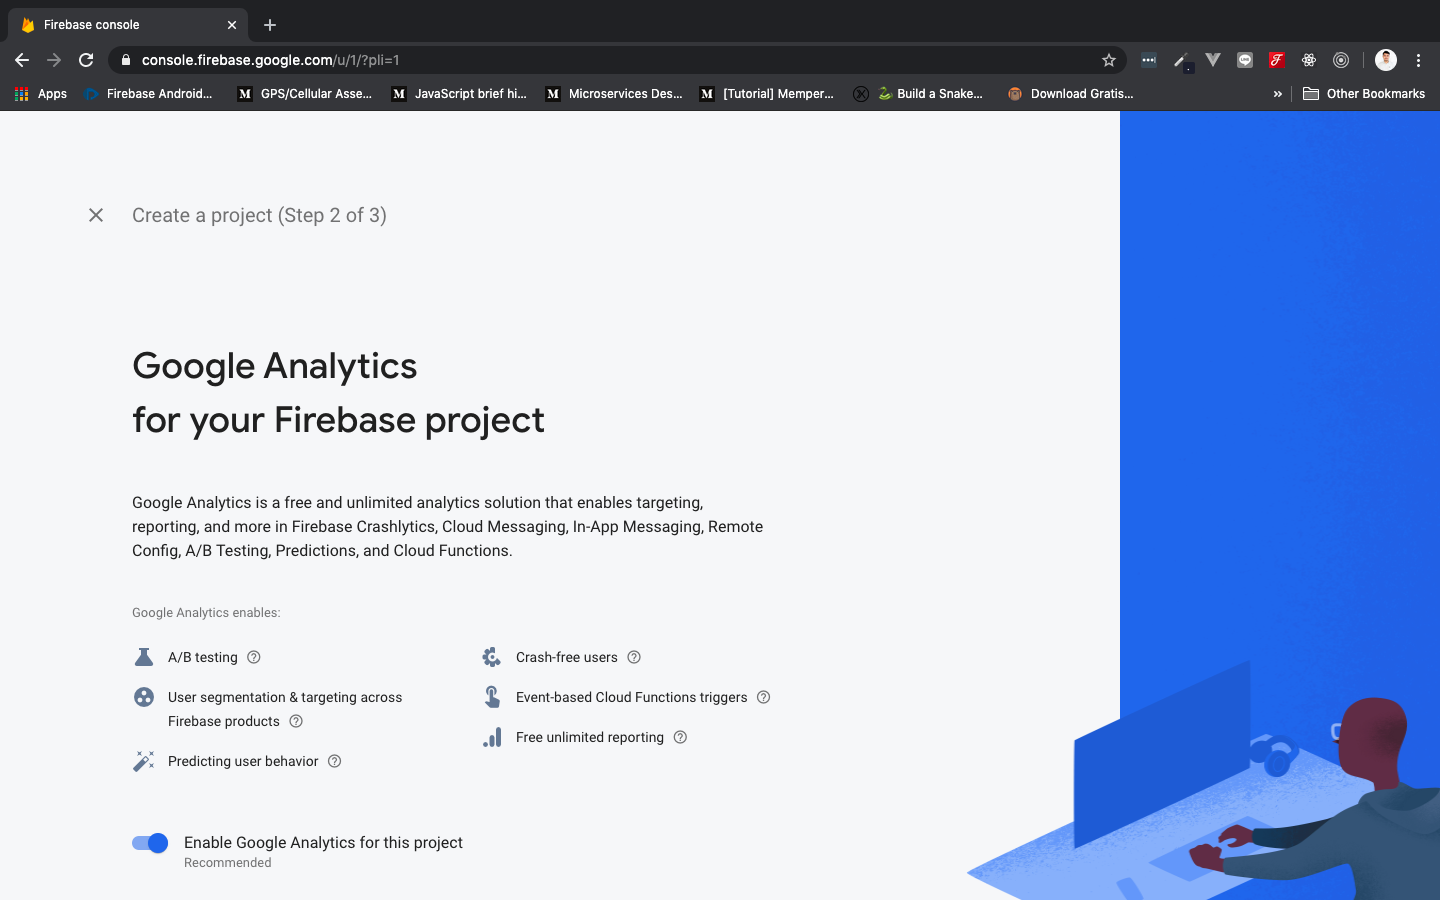 Firebase console
console.firebase.google.com/u/1/?pli=1
Apps
Firebase Android...
GPS/Cellular Asse...
JavaScript brief hi...
Microservices Des...
[Tutorial] Memper...
Build a Snake...
Download Gratis...
»
Other Bookmarks
Create a project (Step 2 of 3)
Google Analytics
for your Firebase project
Google Analytics is a free and unlimited analytics solution that enables targeting,
reporting, and more in Firebase Crashlytics, Cloud Messaging, In-App Messaging, Remote
Config, A/B Testing, Predictions, and Cloud Functions.
Google Analytics enables:
A/B testing
User segmentation & targeting across
Firebase products
Predicting user behavior
Crash-free users
Event-based Cloud Functions triggers
Free unlimited reporting
Enable Google Analytics for this project
Recommended